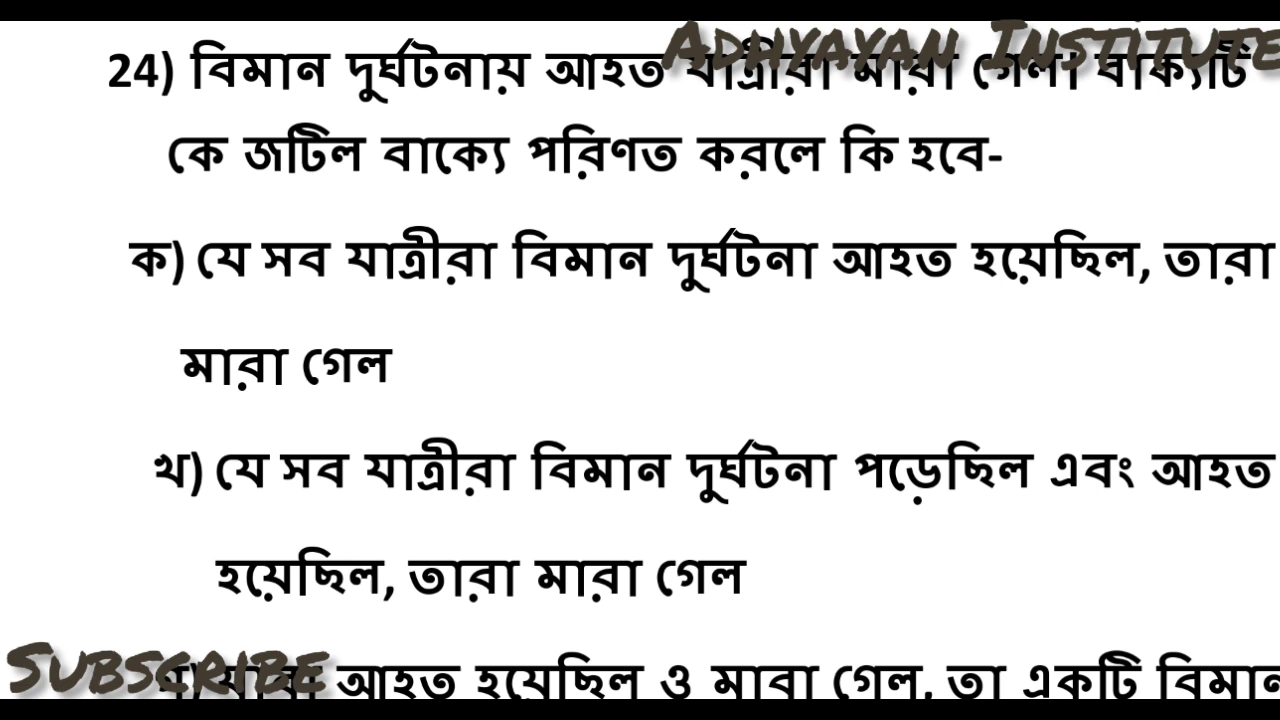 ADHYAYAN INSTITUTE
24) বিমান দুর্ঘটনায় আহত যাত্রীরা মারা গেল। বাক্যটি
কে জটিল বাক্যে পরিণত করলে কি হবে-
ক) যে সব যাত্রীরা বিমান দুর্ঘটনা আহত হয়েছিল, তারা
মারা গেল
খ) যে সব যাত্রীরা বিমান দুর্ঘটনা পড়েছিল এবং আহত
হয়েছিল, তারা মারা গেল
SUBSCRIBE
আহত হয়েছিল ও মারা গেল, তা একটি বিমান